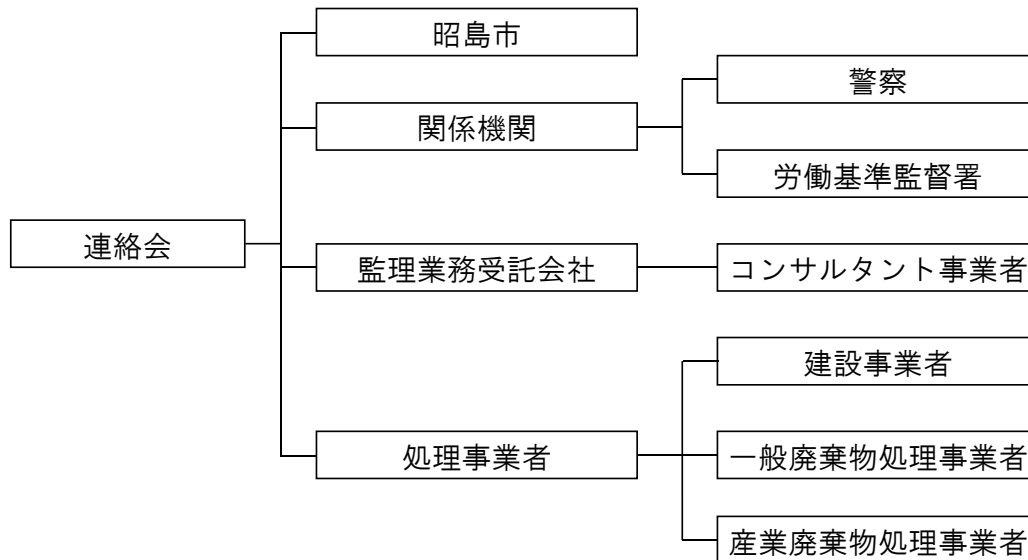 連絡会
昭島市
関係機関
警察
労働基準監督署
監理業務受託会社
コンサルタント事業者
処理事業者
建設事業者
一般廃棄物処理事業者
産業廃棄物処理事業者